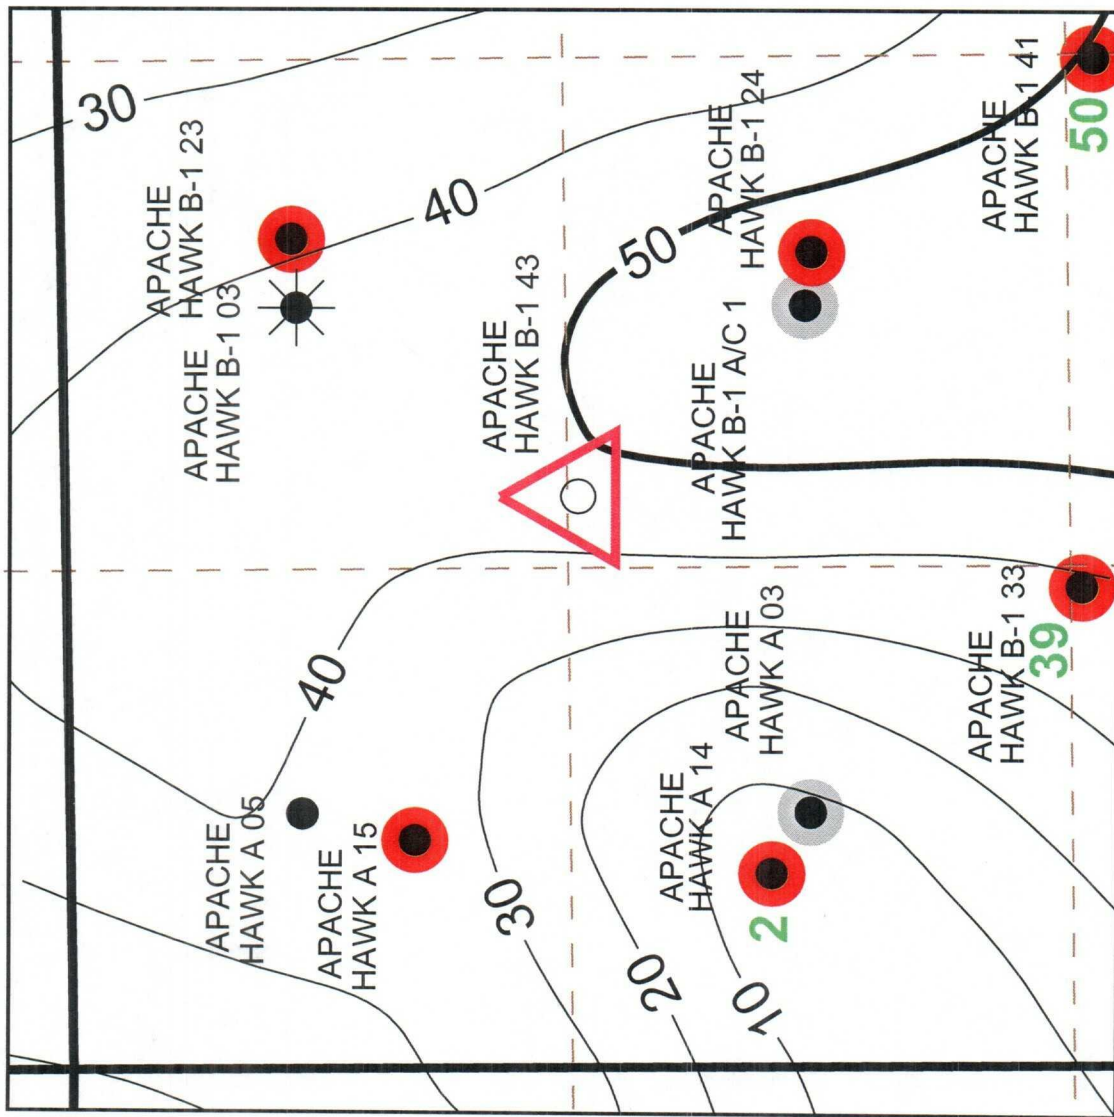 30
APACHE
HAWK B-1 23
APACHE
HAWK B-1 03
40
APACHE
HAWK B-1 43
50
APACHE
HAWK B-1 24
APACHE
HAWK B-1 A/C 1
APACHE
HAWK B-1 41
50
40
APACHE
HAWK A 05
APACHE
HAWK A 15
30
20
10
APACHE
HAWK A 14
2
APACHE
HAWK A 03
APACHE
HAWK B-1 33
39